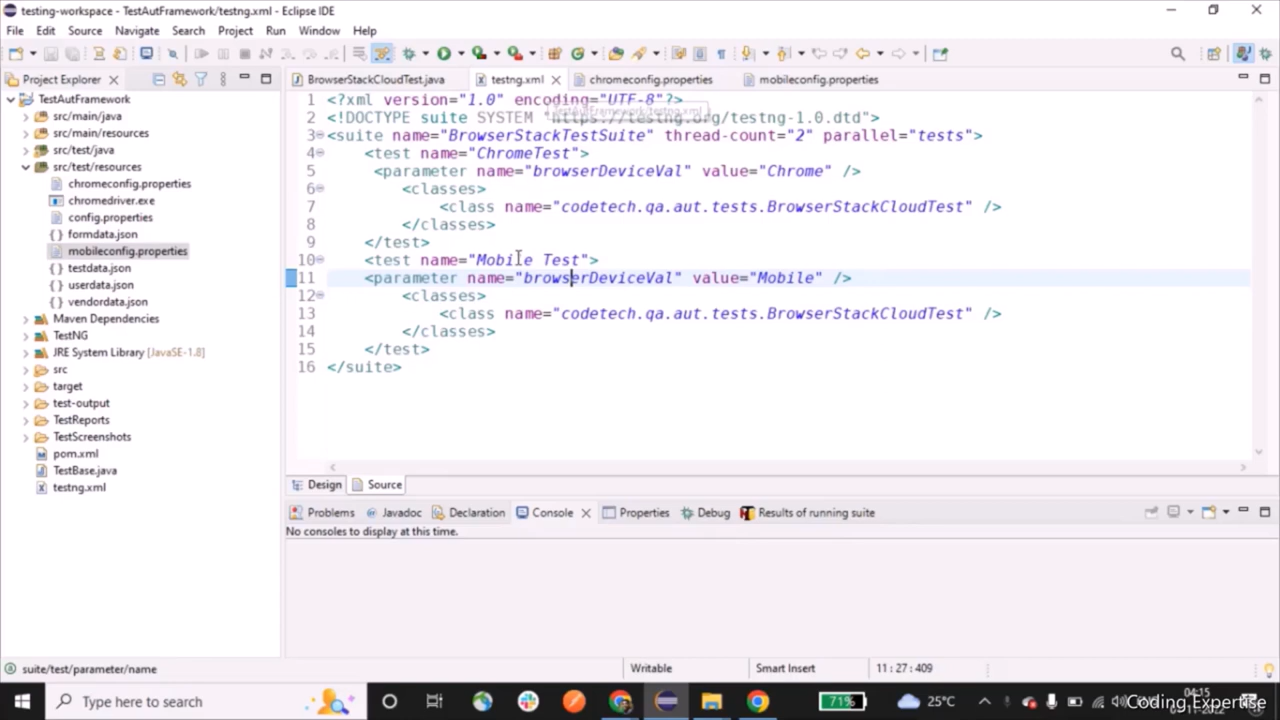 testing-workspace - TestAutFramework/testng.xml - Eclipse IDE
File Edit Source Navigate Search Project Run Window Help
Project Explorer
BrowserStackCloudTest.java testng.xml chromeconfig.properties mobileconfig.properties
TestAutFramework
src/main/java
src/main/resources
src/test/java
src/test/resources
chromeconfig.properties
chromedriver.exe
config.properties
formdata.json
mobileconfig.properties
testdata.json
userdata.json
vendordata.json
Maven Dependencies
TestNG
JRE System Library [JavaSE-1.8]
src
target
test-output
TestReports
TestScreenshots
pom.xml
TestBase.java
testng.xml
1 <?xml version="1.0" encoding="UTF-8"?>
TestAutFramework/testng.xml
2 <!DOCTYPE suite SYSTEM "https://testng.org/testng-1.0.dtd">
3 <suite name="BrowserStackTestSuite" thread-count="2" parallel="tests">
4 <test name="ChromeTest">
5 <parameter name="browserDeviceVal" value="Chrome" />
6 <classes>
7 <class name="codetech.qa.aut.tests.BrowserStackCloudTest" />
8 </classes>
9 </test>
10 <test name="Mobile Test">
11 <parameter name="browserDeviceVal" value="Mobile" />
12 <classes>
13 <class name="codetech.qa.aut.tests.BrowserStackCloudTest" />
14 </classes>
15 </test>
16 </suite>
Design Source
Problems Javadoc Declaration Console Properties Debug Results of running suite
No consoles to display at this time.
suite/test/parameter/name Writable Smart Insert 11 : 27 : 409
Type here to search 71% 25°C 04:15
Coding Expertise